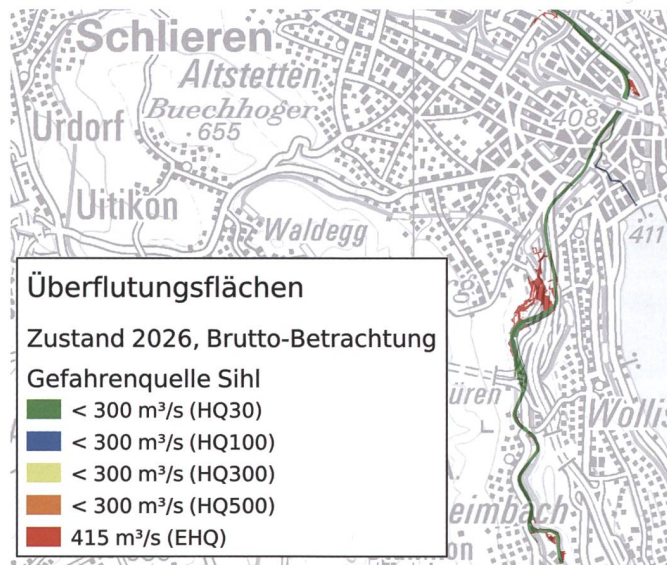 Schlieren
Altstetten
Buechhoger
655
408
Urdorf
Uitikon
Waldegg
411
Überflutungsflächen
Zustand 2026, Brutto-Betrachtung
Gefahrenquelle Sihl
< 300 m³/s (HQ30)
< 300 m³/s (HQ100)
< 300 m³/s (HQ300)
< 300 m³/s (HQ500)
415 m³/s (EHQ)
üren
Wollis
eimbach